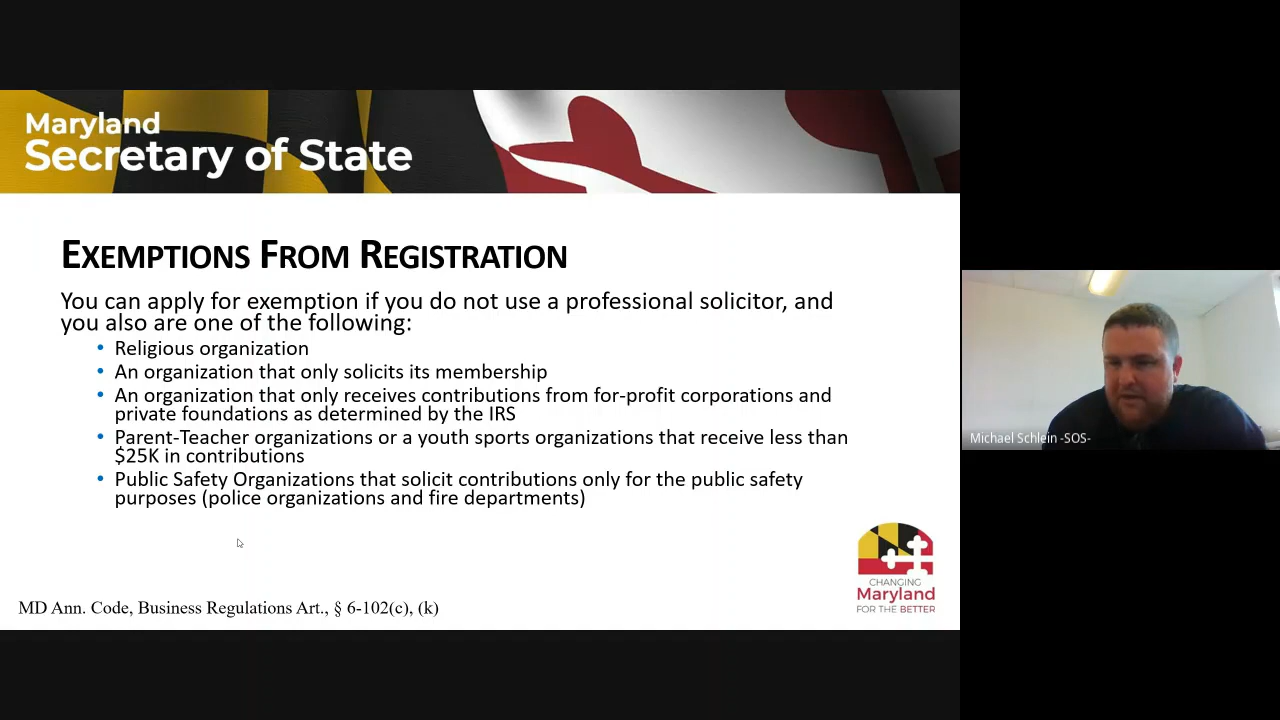 Maryland
Secretary of State
EXEMPTIONS FROM REGISTRATION
You can apply for exemption if you do not use a professional solicitor, and
you also are one of the following:
• Religious organization
• An organization that only solicits its membership
• An organization that only receives contributions from for-profit corporations and
private foundations as determined by the IRS
• Parent-Teacher organizations or a youth sports organizations that receive less than
$25K in contributions
• Public Safety Organizations that solicit contributions only for the public safety
purposes (police organizations and fire departments)
CHANGING
Maryland
FOR THE BETTER
MD Ann. Code, Business Regulations Art., § 6-102(c), (k)
Michael Schlein -SOS-